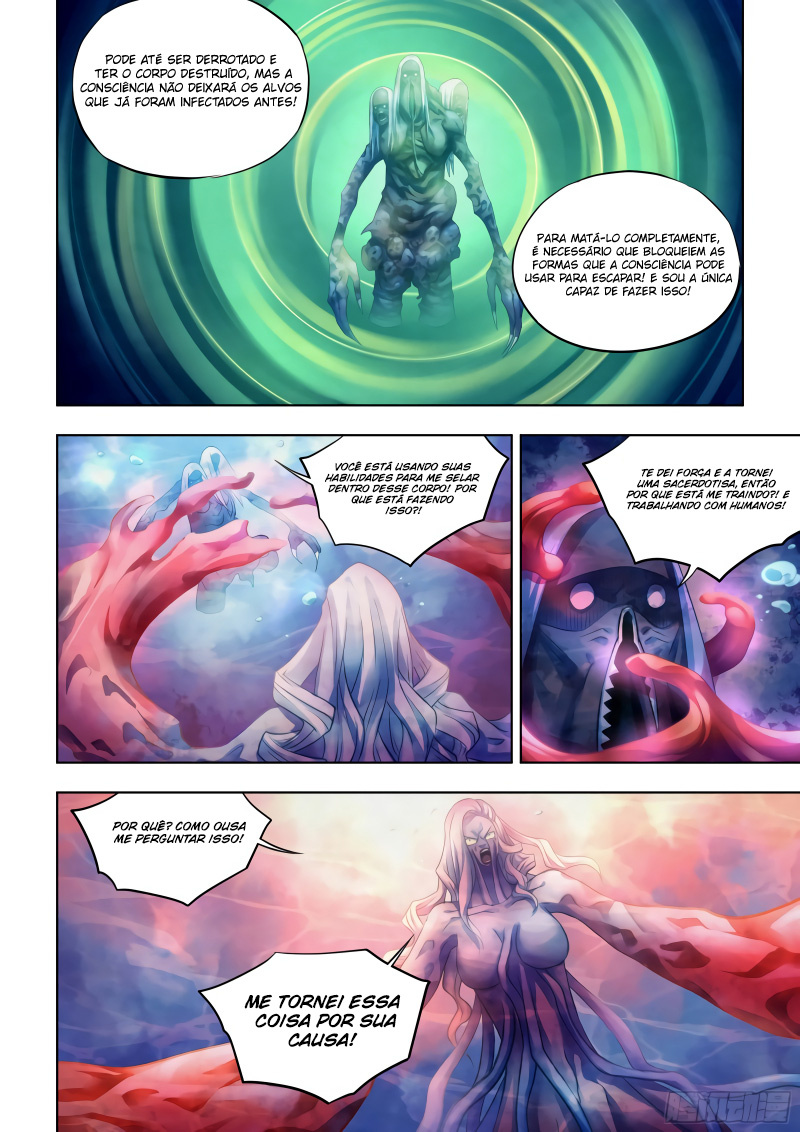 PODE ATÉ SER DERROTADO E
TER O CORPO DESTRUÍDO, MAS A
CONSCIÊNCIA NÃO DEIXARÁ OS ALVOS
QUE JÁ FORAM INFECTADOS ANTES!
PARA MATÁ-LO COMPLETAMENTE,
É NECESSÁRIO QUE BLOQUEIEM AS
FORMAS QUE A CONSCIÊNCIA PODE
USAR PARA ESCAPAR! E SOU A ÚNICA
CAPAZ DE FAZER ISSO!
VOCÊ ESTÁ USANDO SUAS
HABILIDADES PARA ME SELAR
DENTRO DESSE CORPO! POR
QUE ESTÁ FAZENDO
ISSO?!
TE DEI FORÇA E A TORNEI
UMA SACERDOTISA, ENTÃO
POR QUE ESTÁ ME TRAINDO?! E
TRABALHANDO COM HUMANOS!
POR QUÊ? COMO OUSA
ME PERGUNTAR ISSO!
ME TORNEI ESSA
COISA POR SUA
CAUSA!